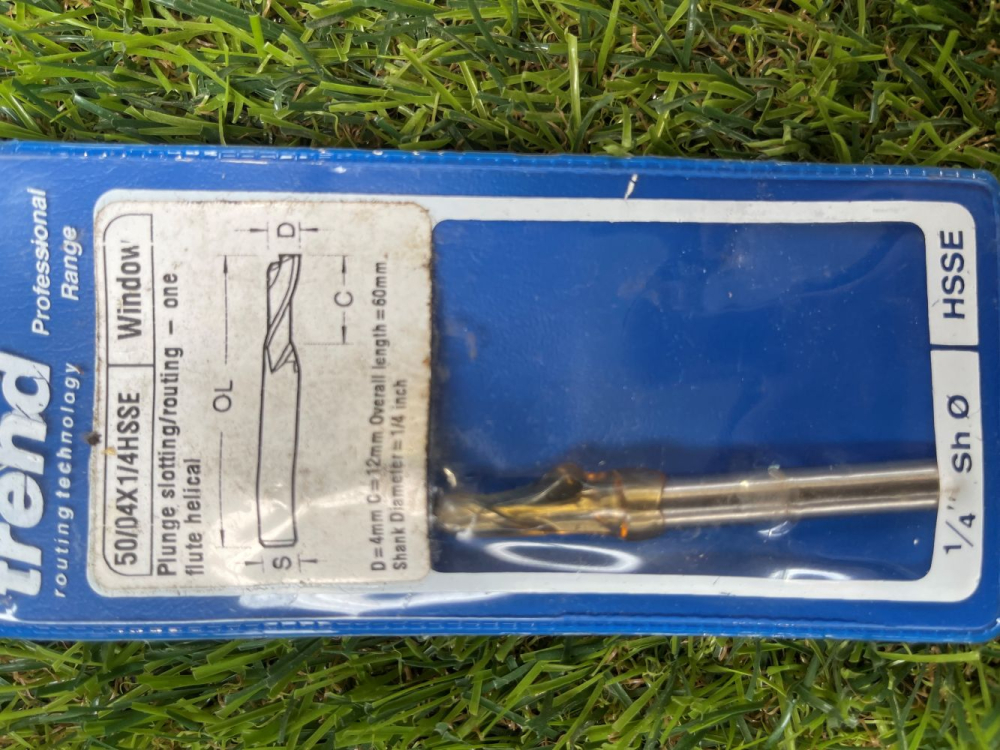 trend
Professional
routing technology Range
50/04X1/4HSSE Window
Plunge slotting/routing – one
flute helical
D
OL
C
S
D=4mm C=12mm Overall length=60mm.
Shank Diameter=1/4 inch
1/4" Sh Ø HSSE